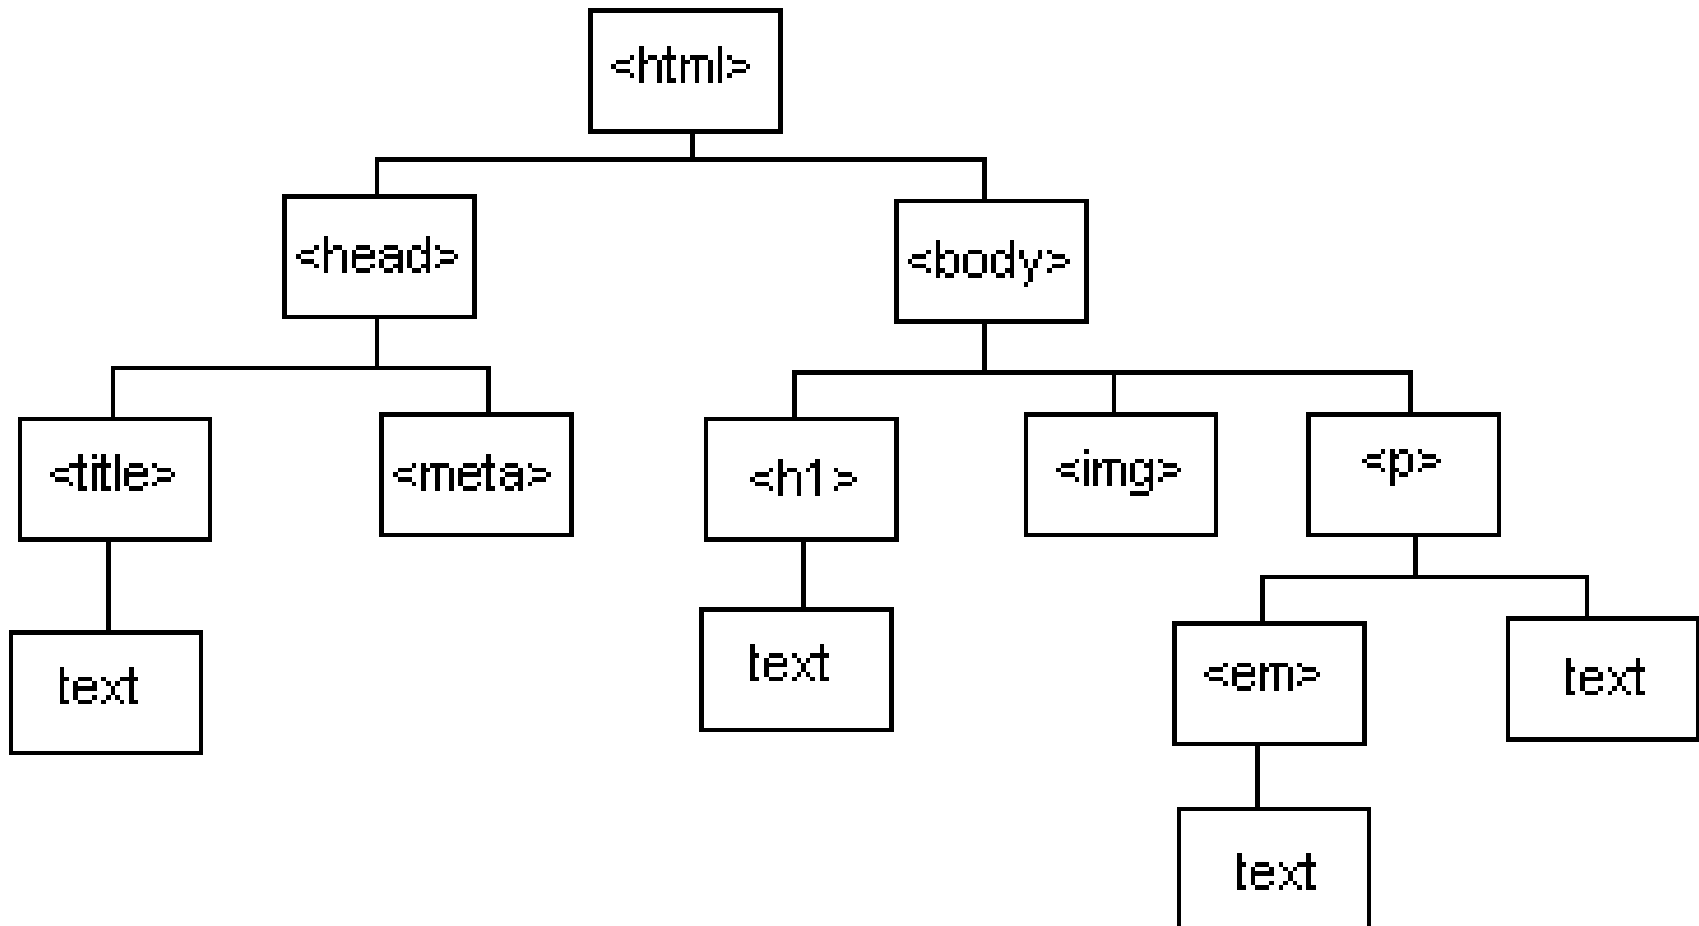 <html>
<head>
<body>
<title>
<meta>
<h1>
<img>
<p>
text
text
<em>
text
text